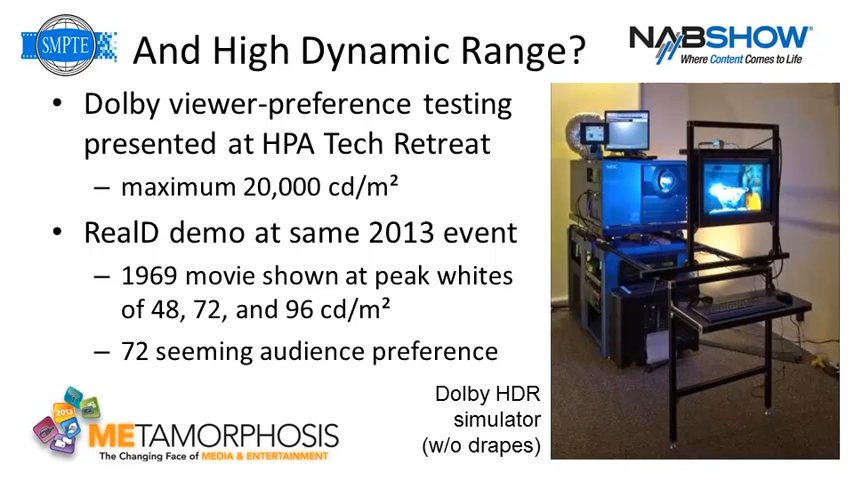 SMPTE
And High Dynamic Range?
NABSHOW®
Where Content Comes to Life
• Dolby viewer-preference testing
presented at HPA Tech Retreat
– maximum 20,000 cd/m²
• RealD demo at same 2013 event
– 1969 movie shown at peak whites
of 48, 72, and 96 cd/m²
– 72 seeming audience preference
NEC
Dolby HDR
simulator
(w/o drapes)
2013
METAMORPHOSIS
The Changing Face of MEDIA & ENTERTAINMENT